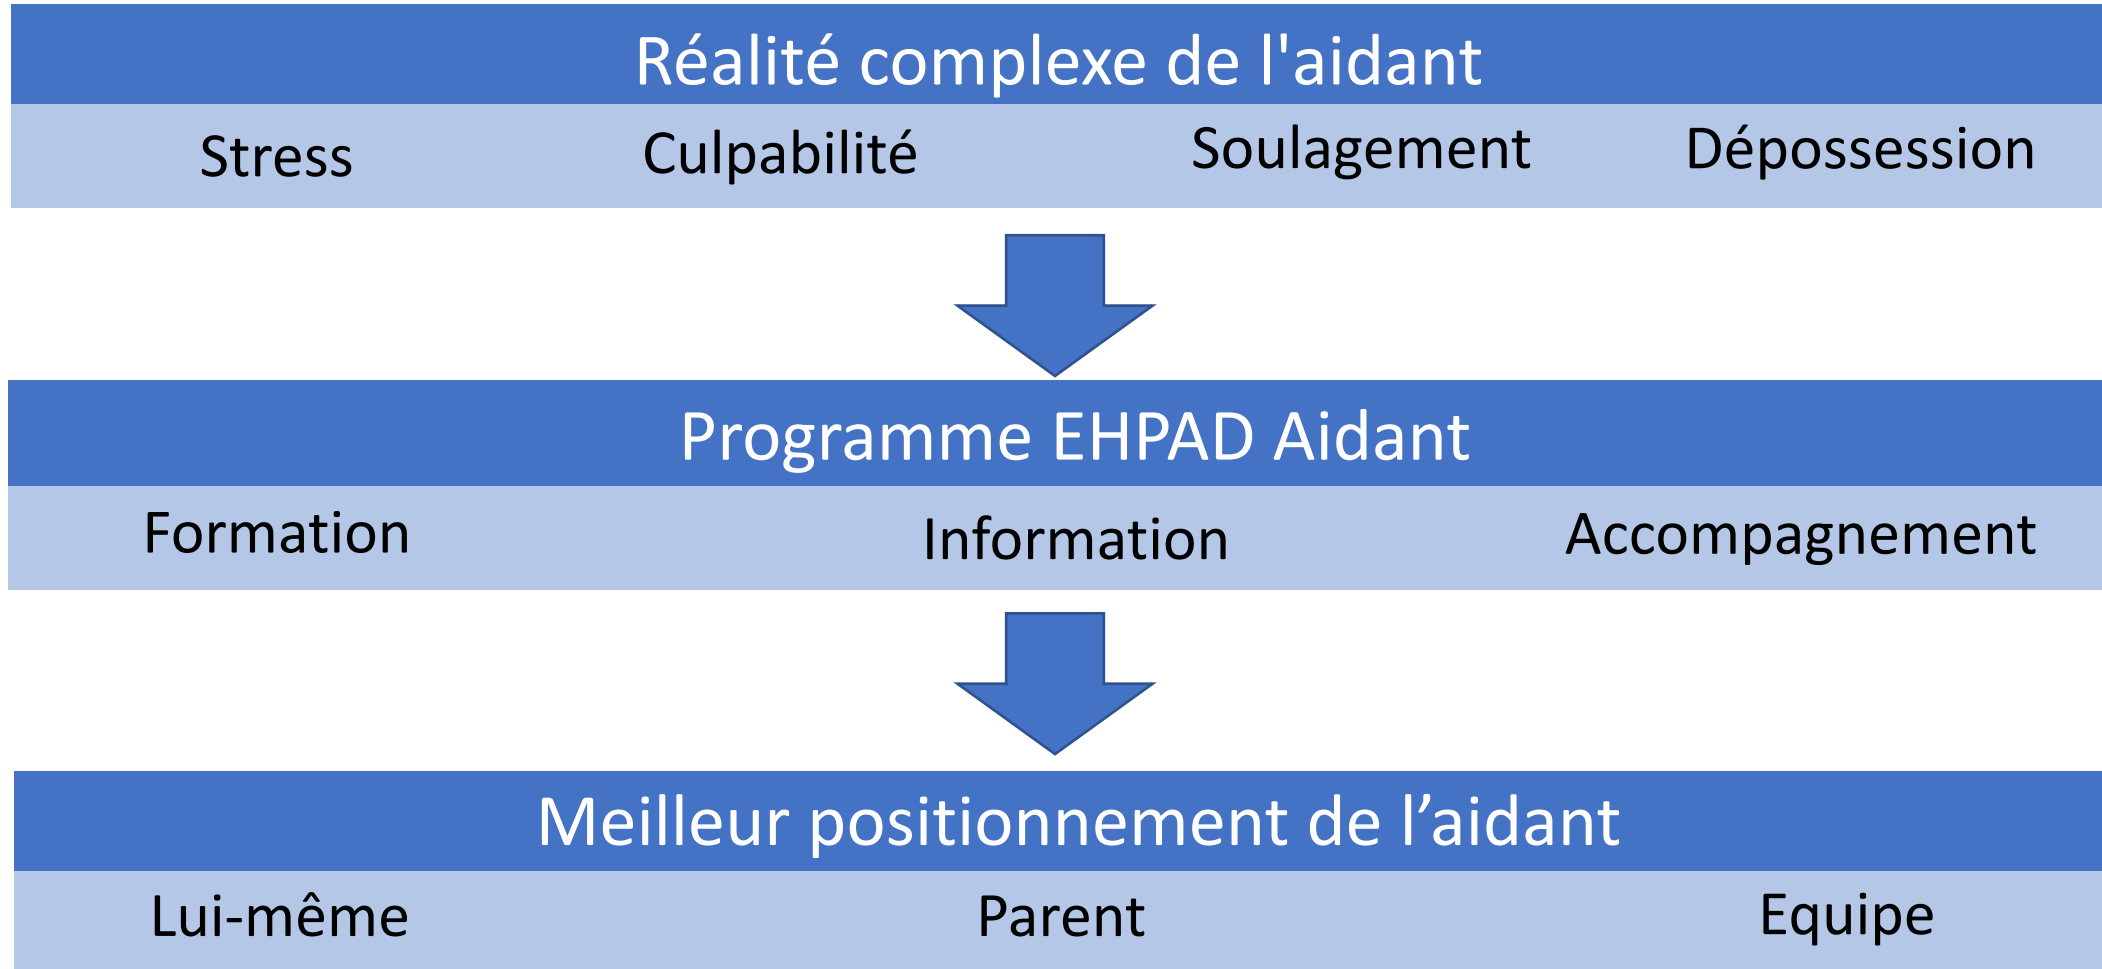 Réalité complexe de l'aidant
Stress Culpabilité Soulagement Dépossession
Programme EHPAD Aidant
Formation Information Accompagnement
Meilleur positionnement de l’aidant
Lui-même Parent Equipe